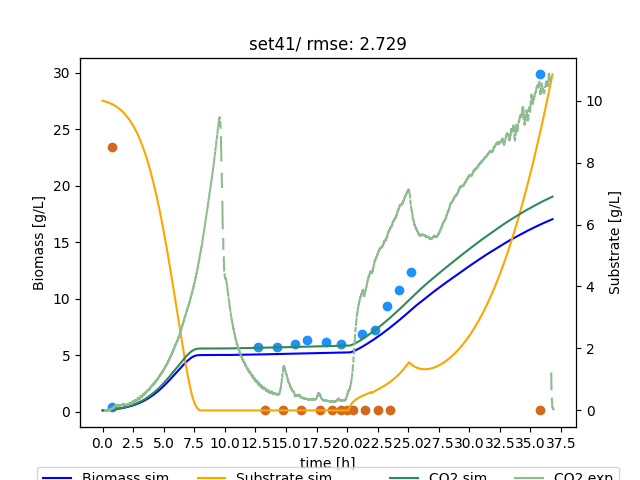 set41/ rmse: 2.729
Biomass [g/L]
30
25
20
15
10
5
0
10
8
6
4
2
0
Substrate [g/L]
0.0 2.5 5.0 7.5 10.0 12.5 15.0 17.5 20.0 22.5 25.0 27.5 30.0 32.5 35.0 37.5
time [h]
Biomass sim Substrate sim CO2 sim CO2 exp